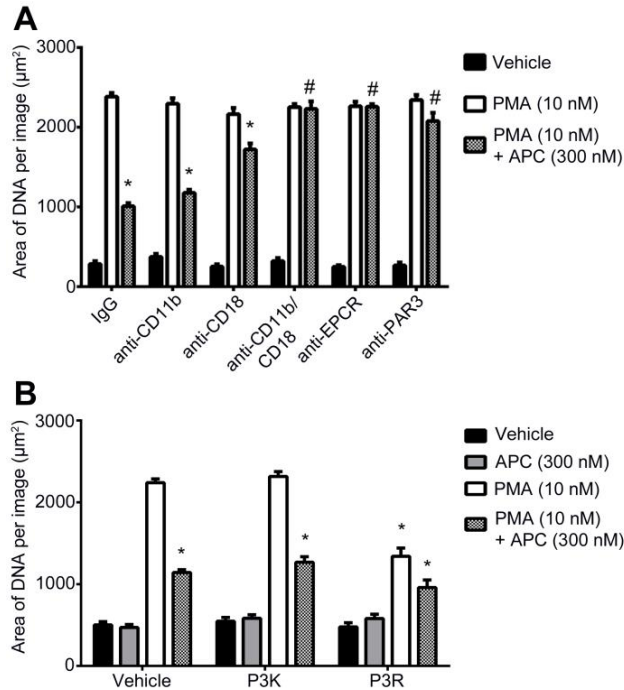 A
Area of DNA per image (μm²)
3000
2000
1000
0
*
*
*
#
#
#
IgG
anti-CD11b
anti-CD18
anti-CD11b/
CD18
anti-EPCR
anti-PAR3
Vehicle
PMA (10 nM)
PMA (10 nM)
+ APC (300 nM)
B
Area of DNA per image (μm²)
3000
2000
1000
0
*
*
*
*
Vehicle
P3K
P3R
Vehicle
APC (300 nM)
PMA (10 nM)
PMA (10 nM)
+ APC (300 nM)